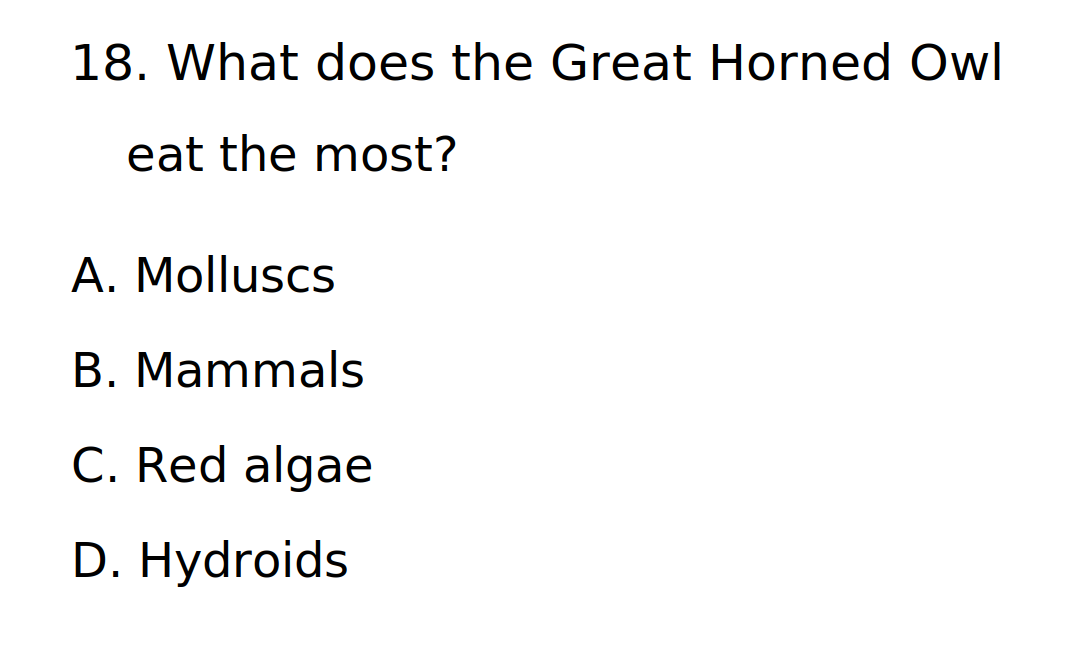 18. What does the Great Horned Owl
eat the most?
A. Molluscs
B. Mammals
C. Red algae
D. Hydroids